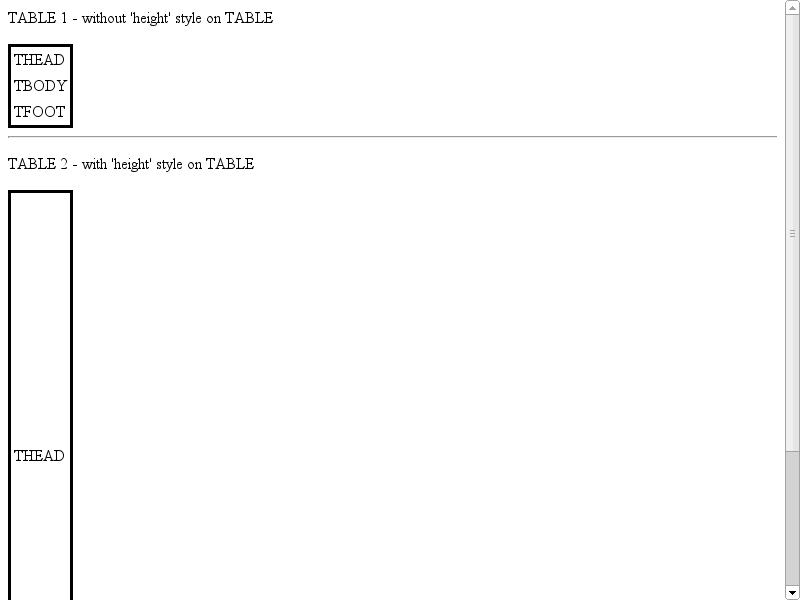 TABLE 1 - without 'height' style on TABLE
THEAD
TBODY
TFOOT
TABLE 2 - with 'height' style on TABLE
THEAD